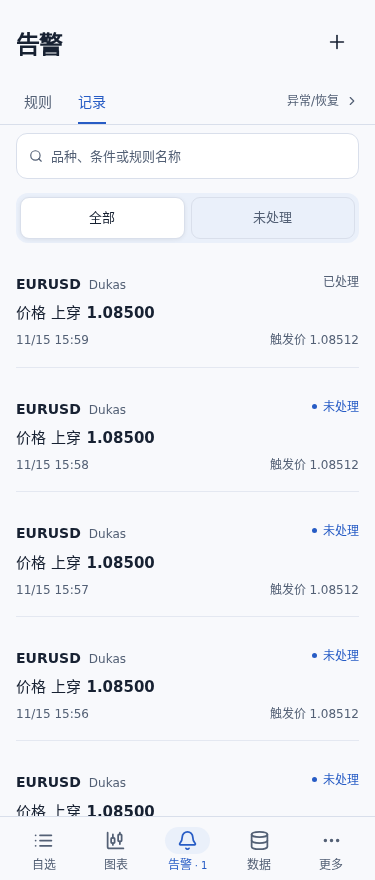 告警
规则 记录 异常/恢复
品种、条件或规则名称
全部 未处理
EURUSD Dukas 已处理
价格 上穿 1.08500
11/15 15:59 触发价 1.08512
EURUSD Dukas 未处理
价格 上穿 1.08500
11/15 15:58 触发价 1.08512
EURUSD Dukas 未处理
价格 上穿 1.08500
11/15 15:57 触发价 1.08512
EURUSD Dukas 未处理
价格 上穿 1.08500
11/15 15:56 触发价 1.08512
EURUSD Dukas 未处理
价格 上穿 1.08500
自选 图表 告警 · 1 数据 更多